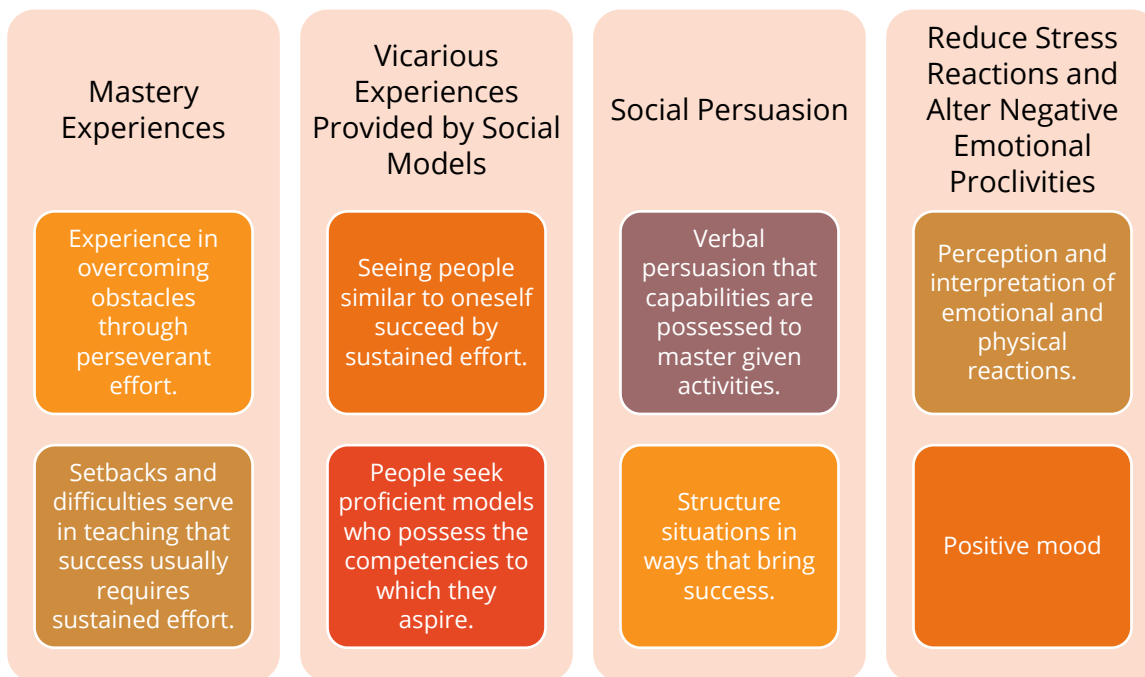 Mastery
Experiences
Experience in
overcoming
obstacles
through
perseverant
effort.
Setbacks and
difficulties serve
in teaching that
success usually
requires
sustained effort.
Vicarious
Experiences
Provided by Social
Models
Seeing people
similar to oneself
succeed by
sustained effort.
People seek
proficient models
who possess the
competencies to
which they
aspire.
Social Persuasion
Verbal
persuasion that
capabilities are
possessed to
master given
activities.
Structure
situations in
ways that bring
success.
Reduce Stress
Reactions and
Alter Negative
Emotional
Proclivities
Perception and
interpretation of
emotional and
physical
reactions.
Positive mood